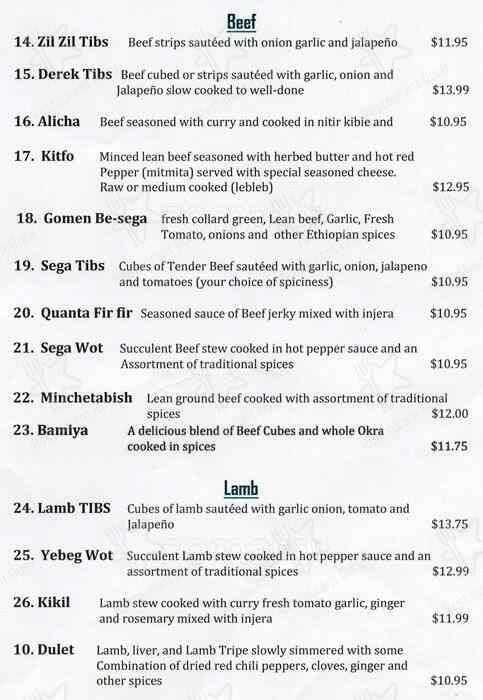 Beef
14. Zil Zil Tibs Beef strips sautéed with onion garlic and jalapeño $11.95
15. Derek Tibs Beef cubed or strips sautéed with garlic, onion and
Jalapeño slow cooked to well-done $13.99
16. Alicha Beef seasoned with curry and cooked in nitir kibie and $10.95
17. Kitfo Minced lean beef seasoned with herbed butter and hot red
Pepper (mitmita) served with special seasoned cheese.
Raw or medium cooked (lebleb) $12.95
18. Gomen Be-sega fresh collard green, Lean beef, Garlic, Fresh
Tomato, onions and other Ethiopian spices $10.95
19. Sega Tibs Cubes of Tender Beef sautéed with garlic, onion, jalapeno
and tomatoes (your choice of spiciness) $10.95
20. Quanta Fir fir Seasoned sauce of Beef jerky mixed with injera $10.95
21. Sega Wot Succulent Beef stew cooked in hot pepper sauce and an
Assortment of traditional spices $10.95
22. Minchetabish Lean ground beef cooked with assortment of traditional
spices $12.00
23. Bamiya A delicious blend of Beef Cubes and whole Okra
cooked in spices $11.75
Lamb
24. Lamb TIBS Cubes of lamb sautéed with garlic onion, tomato and
Jalapeño $13.75
25. Yebeg Wot Succulent Lamb stew cooked in hot pepper sauce and an
assortment of traditional spices $12.99
26. Kikil Lamb stew cooked with curry fresh tomato garlic, ginger
and rosemary mixed with injera $11.99
10. Dulet Lamb, liver, and Lamb Tripe slowly simmered with some
Combination of dried red chili peppers, cloves, ginger and
other spices $10.95